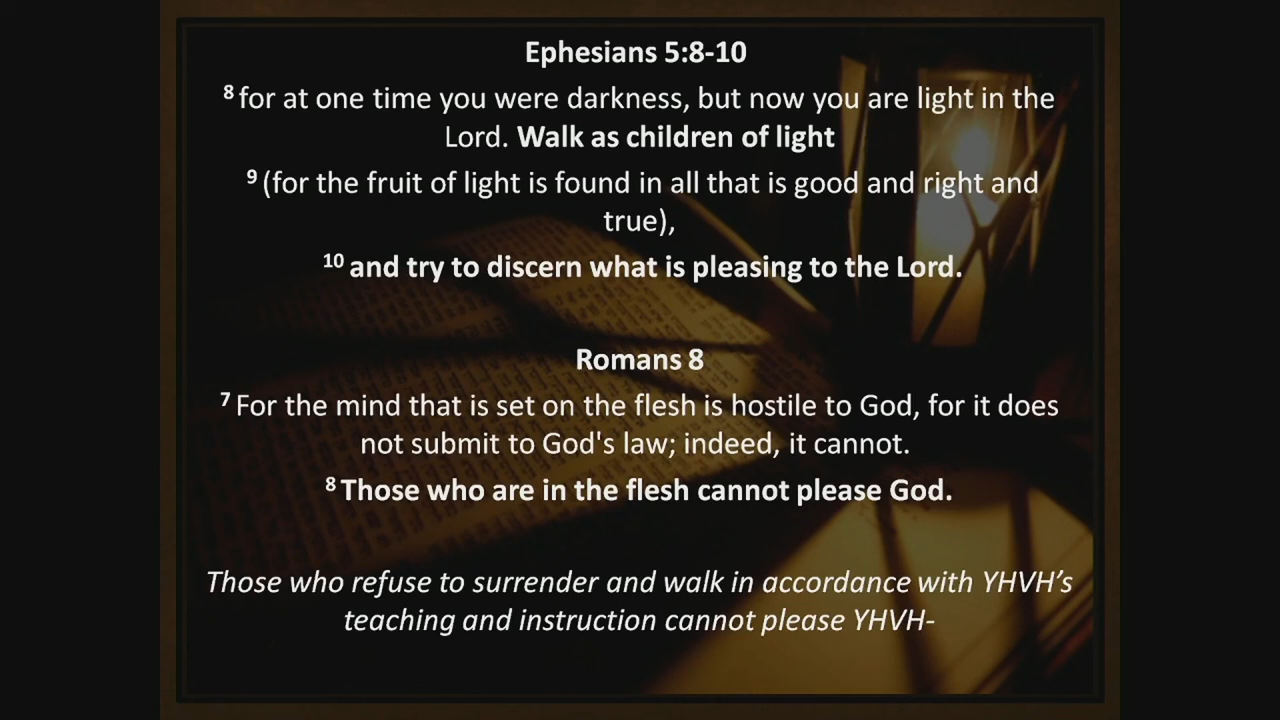 Ephesians 5:8-10
8 for at one time you were darkness, but now you are light in the
Lord. Walk as children of light
9 (for the fruit of light is found in all that is good and right and
true),
10 and try to discern what is pleasing to the Lord.
Romans 8
7 For the mind that is set on the flesh is hostile to God, for it does
not submit to God's law; indeed, it cannot.
8 Those who are in the flesh cannot please God.
Those who refuse to surrender and walk in accordance with YHVH’s
teaching and instruction cannot please YHVH-